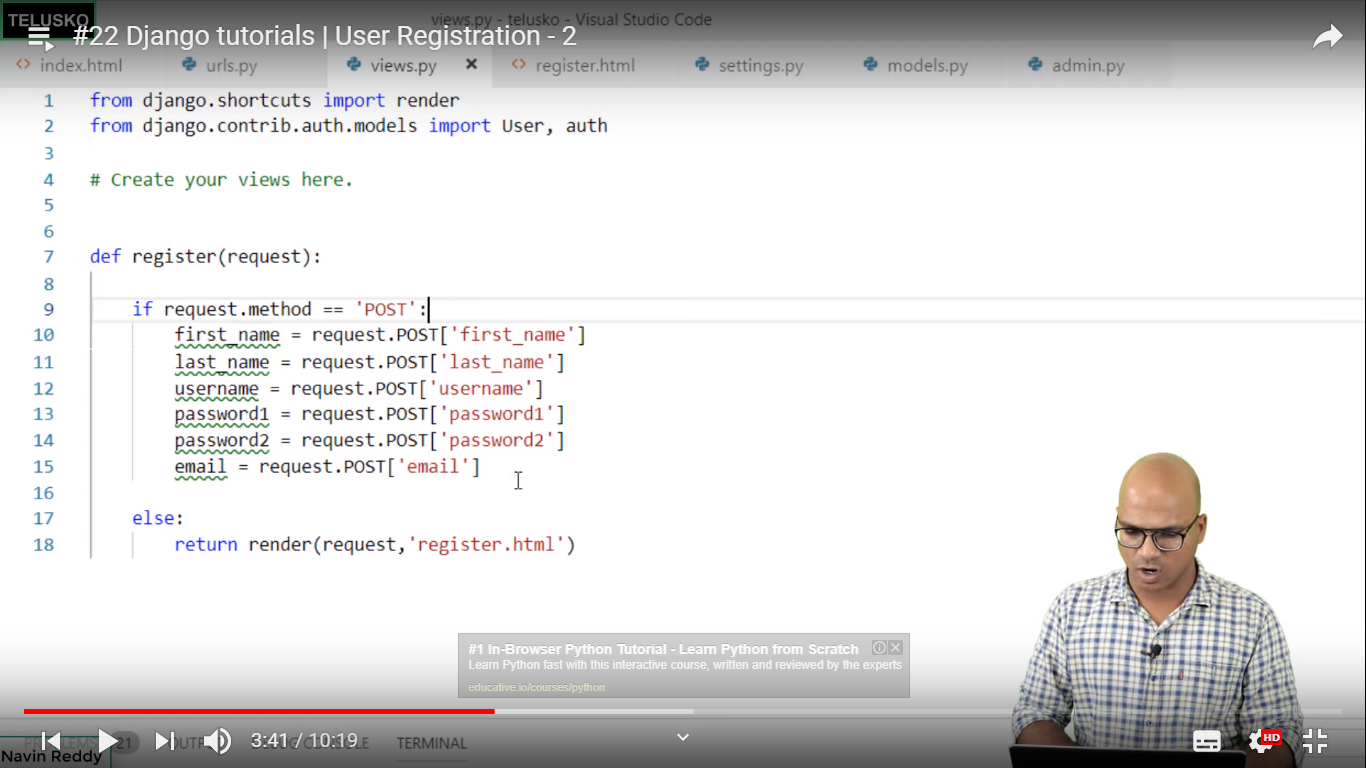 TELUSKO
views.py - telusko - Visual Studio Code
#22 Django tutorials | User Registration - 2
index.html urls.py views.py × register.html settings.py models.py admin.py
1 from django.shortcuts import render
2 from django.contrib.auth.models import User, auth
3
4 # Create your views here.
5
6
7 def register(request):
8
9 if request.method == 'POST':
10 first_name = request.POST['first_name']
11 last_name = request.POST['last_name']
12 username = request.POST['username']
13 password1 = request.POST['password1']
14 password2 = request.POST['password2']
15 email = request.POST['email']
16
17 else:
18 return render(request,'register.html')
#1 In-Browser Python Tutorial - Learn Python from Scratch
Learn Python fast with this interactive course, written and reviewed by the experts
educative.io/courses/python
PROBLEMS 21 OUTPUT DEBUG CONSOLE TERMINAL
3:41 / 10:19
HD
Navin Reddy